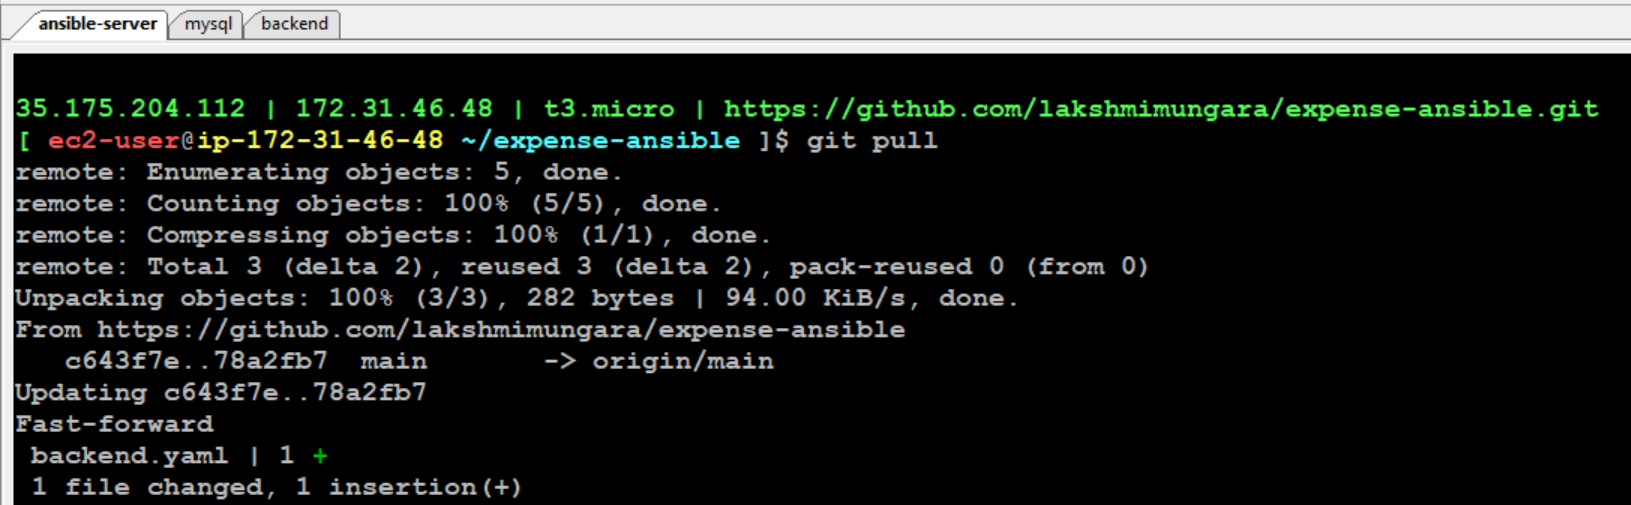 ansible-server mysql backend
35.175.204.112 | 172.31.46.48 | t3.micro | https://github.com/lakshmimungara/expense-ansible.git
[ ec2-user@ip-172-31-46-48 ~/expense-ansible ]$ git pull
remote: Enumerating objects: 5, done.
remote: Counting objects: 100% (5/5), done.
remote: Compressing objects: 100% (1/1), done.
remote: Total 3 (delta 2), reused 3 (delta 2), pack-reused 0 (from 0)
Unpacking objects: 100% (3/3), 282 bytes | 94.00 KiB/s, done.
From https://github.com/lakshmimungara/expense-ansible
   c643f7e..78a2fb7  main       -> origin/main
Updating c643f7e..78a2fb7
Fast-forward
 backend.yaml | 1 +
 1 file changed, 1 insertion(+)